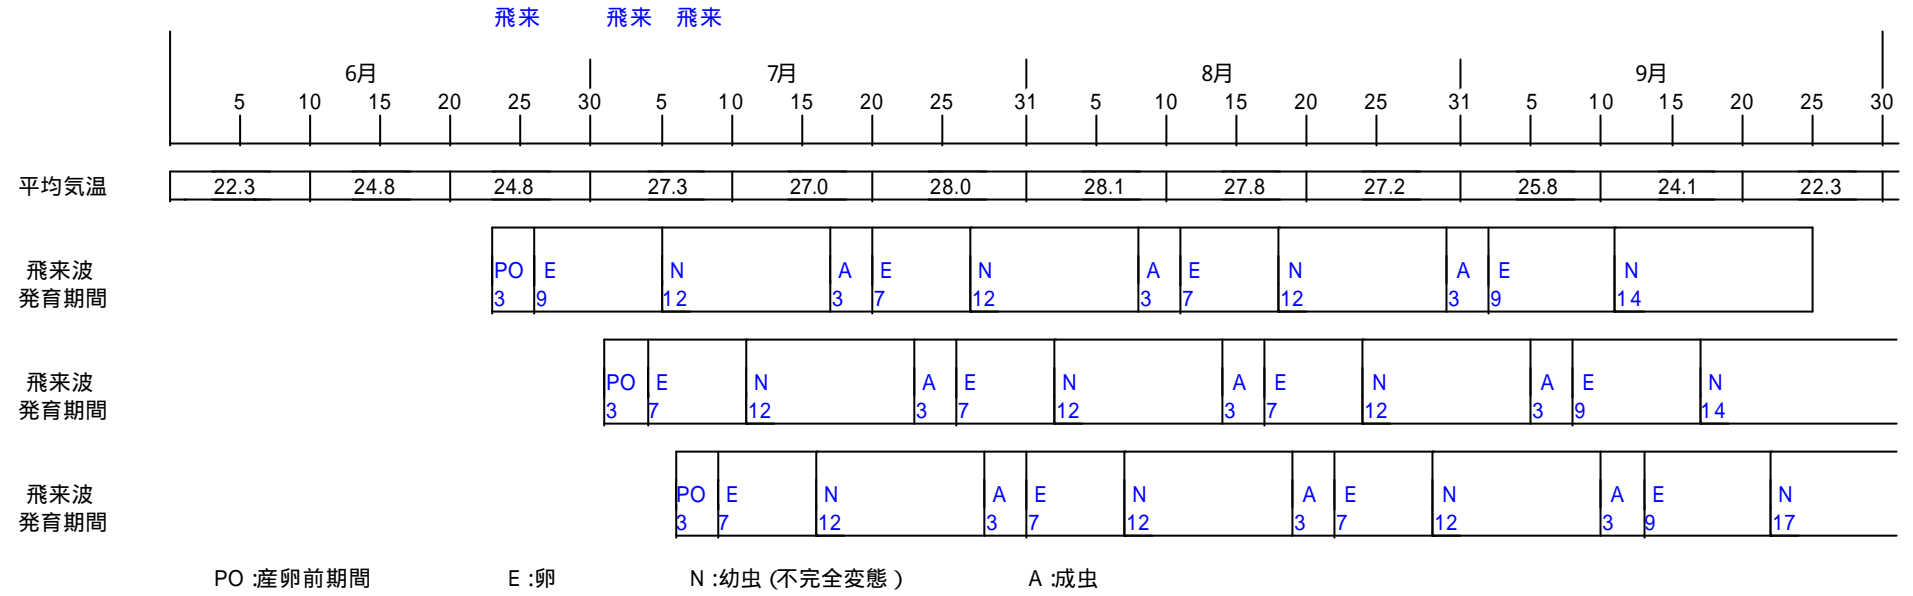 飛来 飛来 飛来
6月 7月 8月 9月
5 10 15 20 25 30 5 10 15 20 25 31 5 10 15 20 25 31 5 10 15 20 25 30
平均気温 22.3 24.8 24.8 27.3 27.0 28.0 28.1 27.8 27.2 25.8 24.1 22.3
飛来波 PO E N A E N A E N A E N
発育期間 3 9 12 3 7 12 3 7 12 3 9 14
飛来波 PO E N A E N A E N A E N
発育期間 3 7 12 3 7 12 3 7 12 3 9 14
飛来波 PO E N A E N A E N A E N
発育期間 3 7 12 3 7 12 3 7 12 3 9 17
PO :産卵前期間 E :卵 N :幼虫 (不完全変態 ) A :成虫